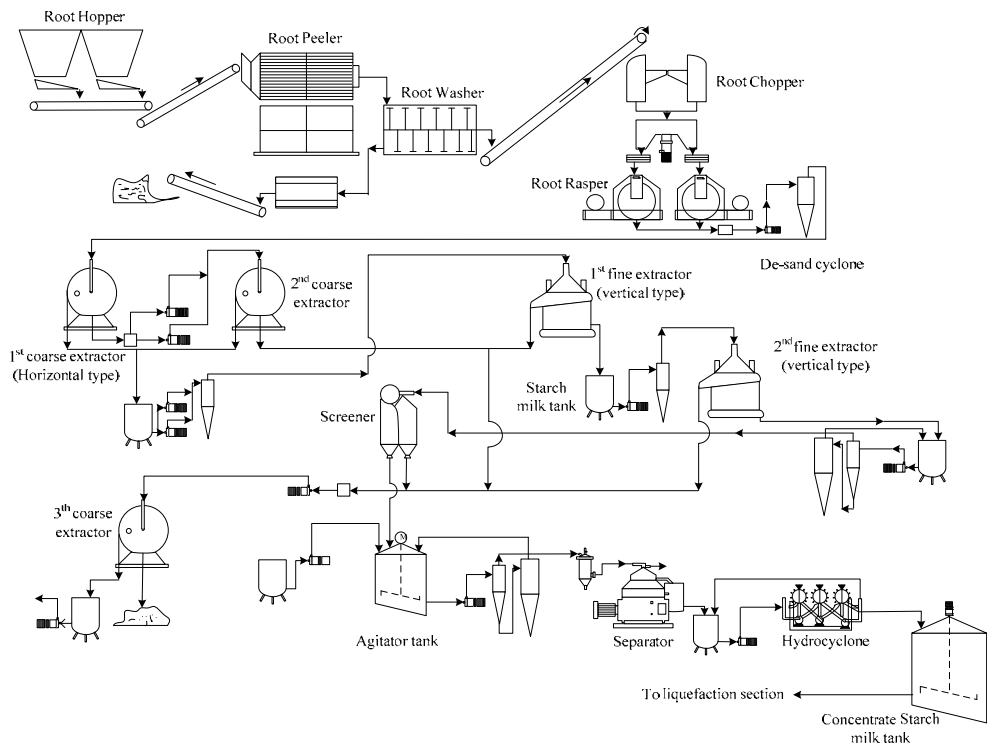 Root Hopper
Root Peeler
Root Washer
Root Chopper
Root Rasper
De-sand cyclone
1st coarse extractor
(Horizontal type)
2nd coarse
extractor
1st fine extractor
(vertical type)
Starch
milk tank
2nd fine extractor
(vertical type)
Screener
3th coarse
extractor
M
Agitator tank
Separator
Hydrocyclone
To liquefaction section
Concentrate Starch
milk tank